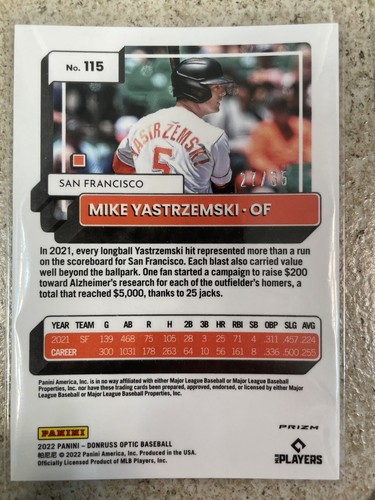 No. 115
YASTRZEMSKI
5
SAN FRANCISCO
MIKE YASTRZEMSKI · OF
In 2021, every longball Yastrzemski hit represented more than a run
on the scoreboard for San Francisco. Each blast also carried value
well beyond the ballpark. One fan started a campaign to raise $200
toward Alzheimer's research for each of the outfielder's homers, a
total that reached $5,000, thanks to 25 jacks.
YEAR TEAM G AB R H 2B 3B HR RBI SB OBP SLG AVG
2021 SF 139 468 75 105 28 3 25 71 4 .311 .457 .224
CAREER 300 1031 178 263 64 10 56 161 8 .336 .500 .255
Panini America, Inc. is in no way affiliated with either Major League Baseball or Major League Baseball
Properties, Inc. nor have these trading cards been prepared, approved, endorsed, or licensed by either Major
League Baseball or Major League Baseball Properties, Inc.
PANINI
PRIZM
2022 PANINI – DONRUSS OPTIC BASEBALL
帕尼尼 © 2022 Panini America, Inc. Produced in the USA.
Officially Licensed Product of MLB Players, Inc.
MLB PLAYERS